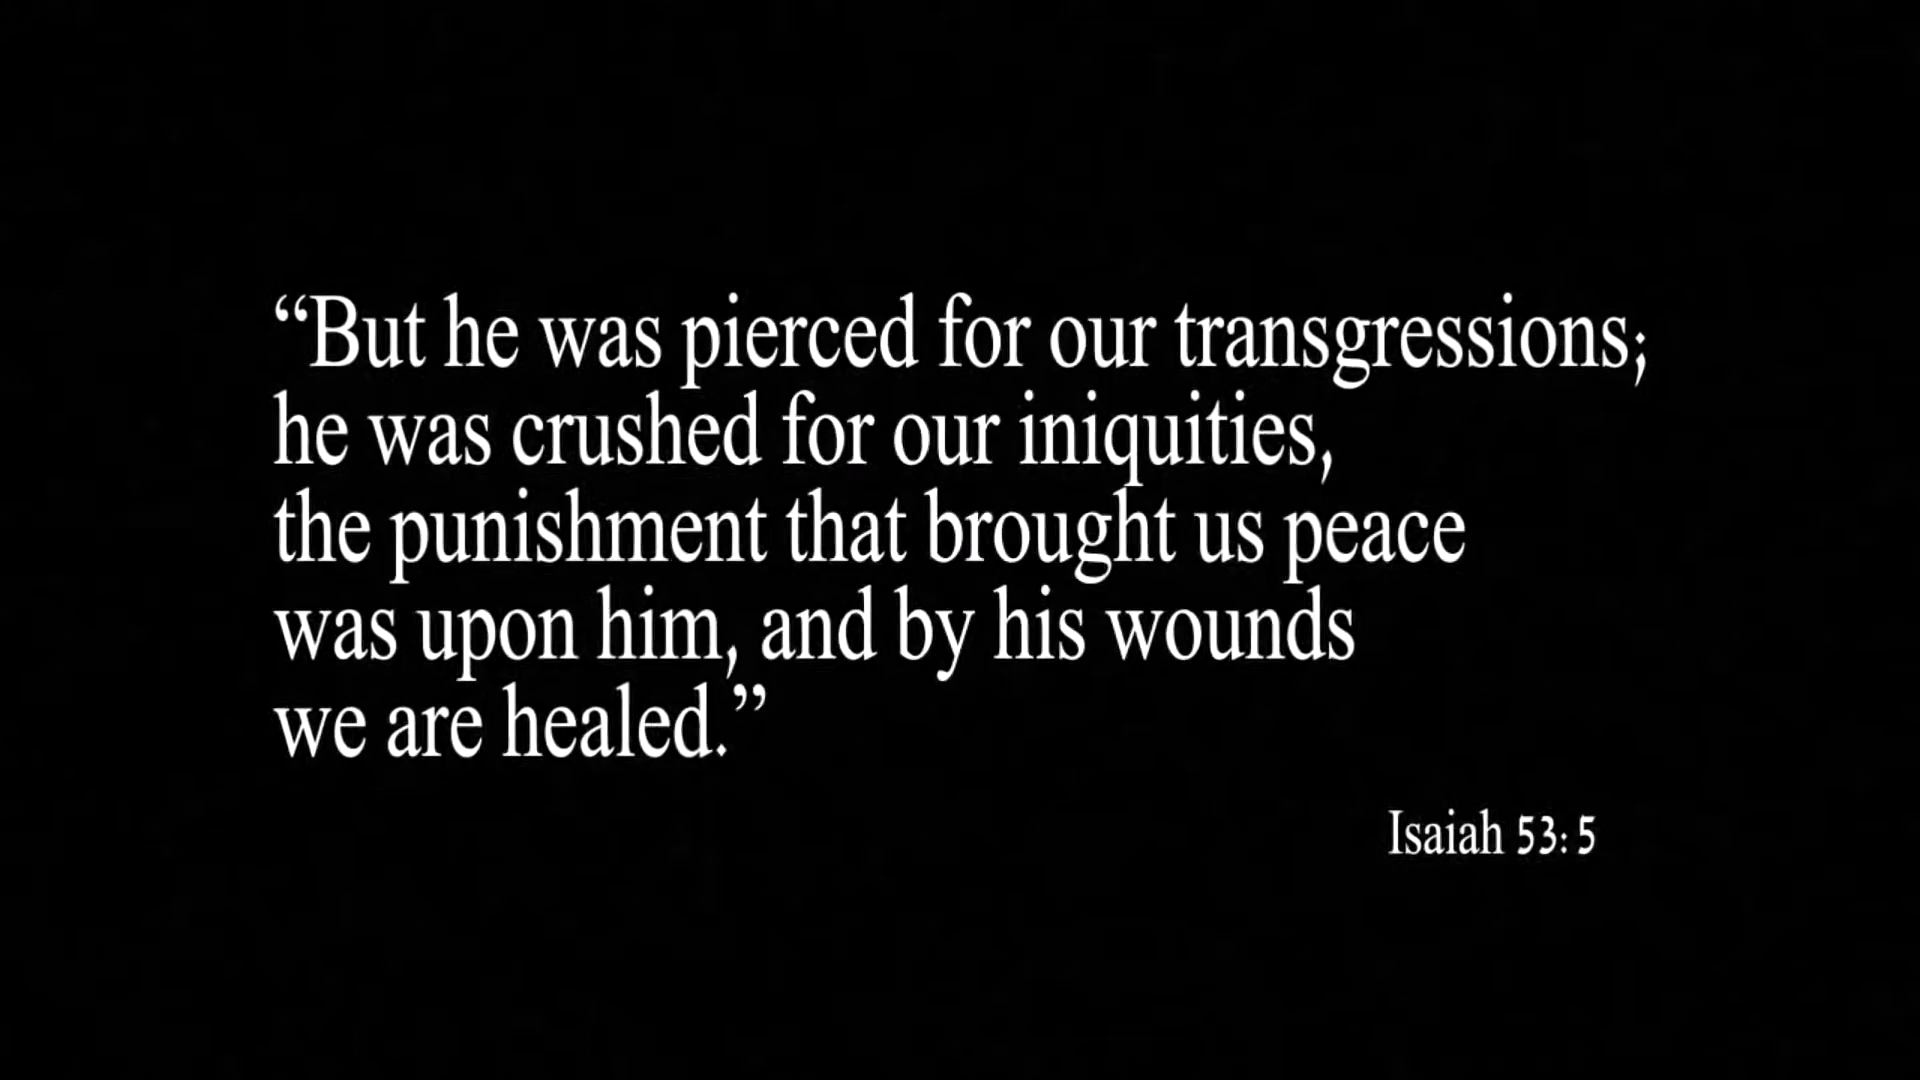 “But he was pierced for our transgressions;
he was crushed for our iniquities,
the punishment that brought us peace
was upon him, and by his wounds
we are healed.”
Isaiah 53: 5